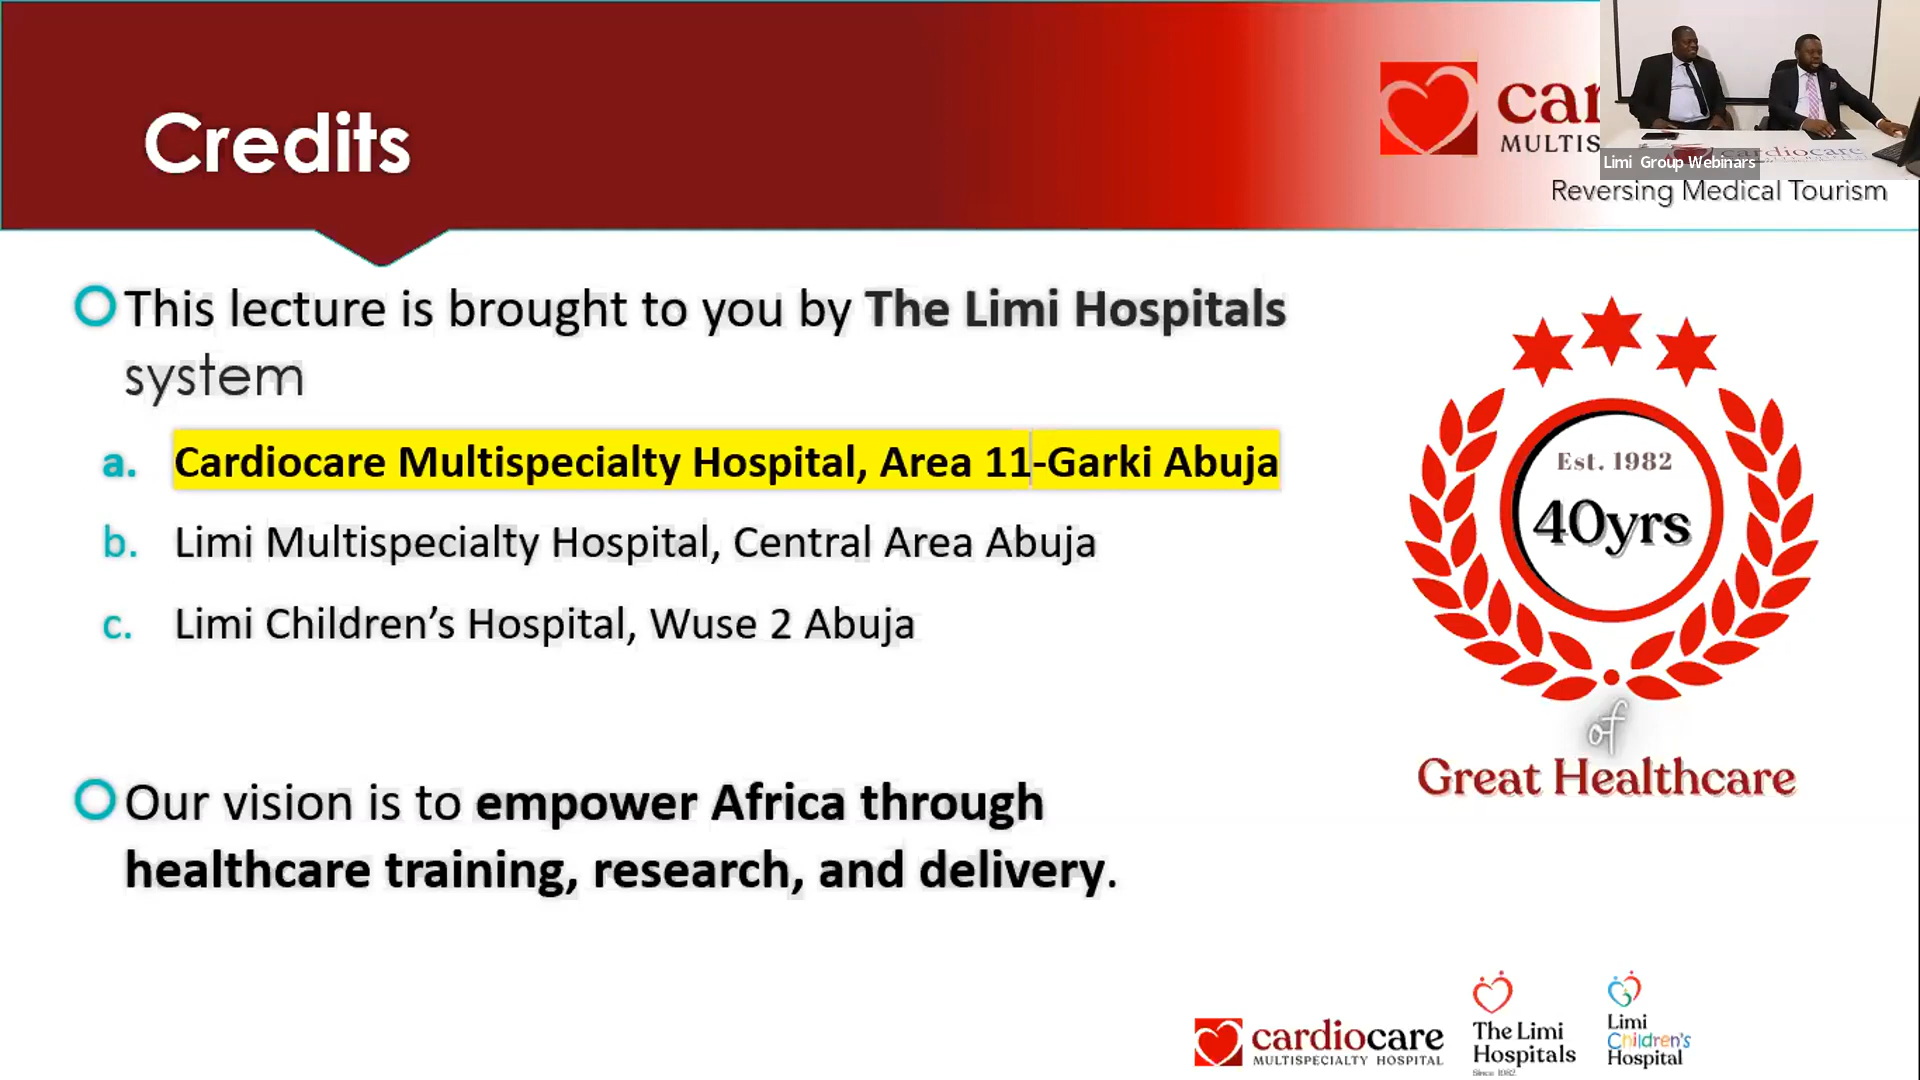 Credits
car
MULTIS
Limi Group Webinars
cardiocare
Reversing Medical Tourism
This lecture is brought to you by The Limi Hospitals
system
a. Cardiocare Multispecialty Hospital, Area 11-Garki Abuja
b. Limi Multispecialty Hospital, Central Area Abuja
c. Limi Children’s Hospital, Wuse 2 Abuja
Est. 1982
40yrs
of
Great Healthcare
Our vision is to empower Africa through
healthcare training, research, and delivery.
cardiocare
MULTISPECIALTY HOSPITAL
The Limi
Hospitals
Since 1982
Limi
Children's
Hospital